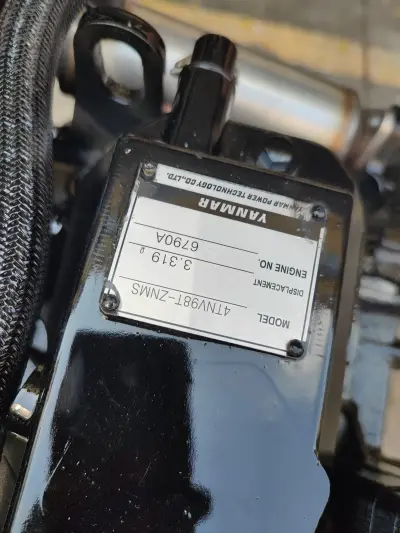 MODEL 4TNV98T-ZNMS
DISPLACEMENT 3.319 ℓ
ENGINE NO. 6790A
YANMAR
YANMAR POWER TECHNOLOGY CO.,LTD.